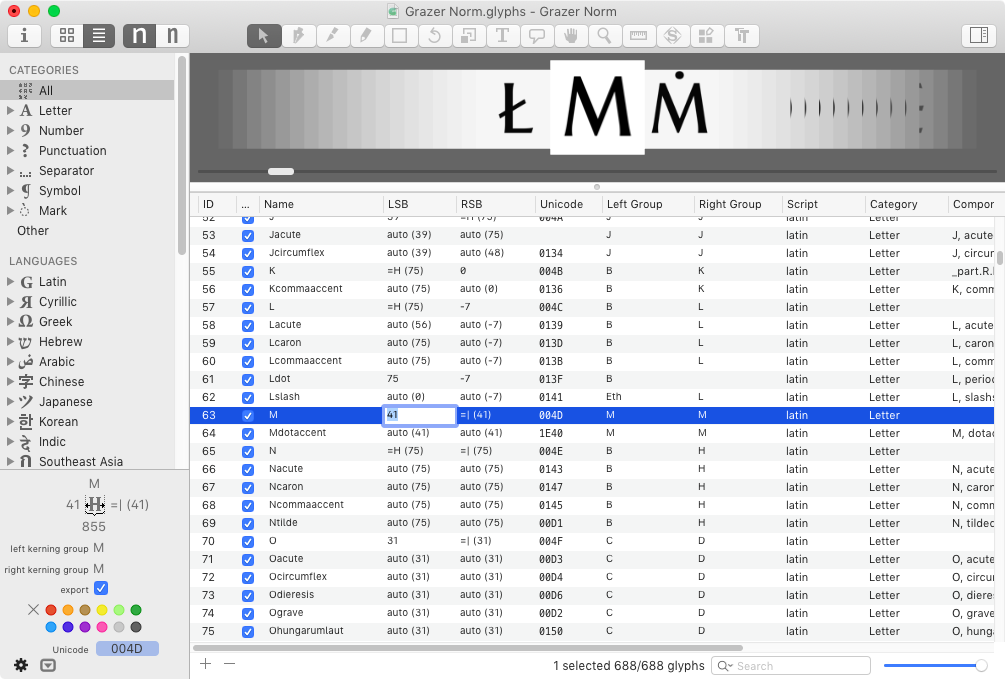 Grazer Norm.glyphs - Grazer Norm
n n T
CATEGORIES
All
Letter
Number
Punctuation
Separator
Symbol
Mark
Other
LANGUAGES
Latin
Cyrillic
Greek
Hebrew
Arabic
Chinese
Japanese
Korean
Indic
Southeast Asia
M
41 H =| (41)
855
left kerning group M
right kerning group M
export
Unicode 004D
Ł M Ṁ
ID ... Name LSB RSB Unicode Left Group Right Group Script Category Compor
52 J 39 =H (75) 004A J J latin Letter
53 Jacute auto (39) auto (75) J J latin Letter J, acute
54 Jcircumflex auto (39) auto (48) 0134 J J latin Letter J, circun
55 K =H (75) 0 004B B K latin Letter _part.R.l
56 Kcommaaccent auto (75) auto (0) 0136 B K latin Letter K, comm
57 L =H (75) -7 004C B L latin Letter
58 Lacute auto (56) auto (-7) 0139 B L latin Letter L, acute
59 Lcaron auto (75) auto (-7) 013D B L latin Letter L, caron
60 Lcommaaccent auto (75) auto (-7) 013B B L latin Letter L, comm
61 Ldot 75 -7 013F B latin Letter L, perioc
62 Lslash auto (0) auto (-7) 0141 Eth L latin Letter L, slashs
63 M 41 =| (41) 004D M M latin Letter
64 Mdotaccent auto (41) auto (41) 1E40 M M latin Letter M, dotac
65 N =H (75) =| (75) 004E B H latin Letter
66 Nacute auto (75) auto (75) 0143 B H latin Letter N, acute
67 Ncaron auto (75) auto (75) 0147 B H latin Letter N, caron
68 Ncommaaccent auto (75) auto (75) 0145 B H latin Letter N, comm
69 Ntilde auto (75) auto (75) 00D1 B H latin Letter N, tildec
70 O 31 =| (31) 004F C D latin Letter
71 Oacute auto (31) auto (31) 00D3 C D latin Letter O, acute
72 Ocircumflex auto (31) auto (31) 00D4 C D latin Letter O, circur
73 Odieresis auto (31) auto (31) 00D6 C D latin Letter O, dieres
74 Ograve auto (31) auto (31) 00D2 C D latin Letter O, grave
75 Ohungarumlaut auto (31) auto (31) 0150 C D latin Letter O, hunga
1 selected 688/688 glyphs Search